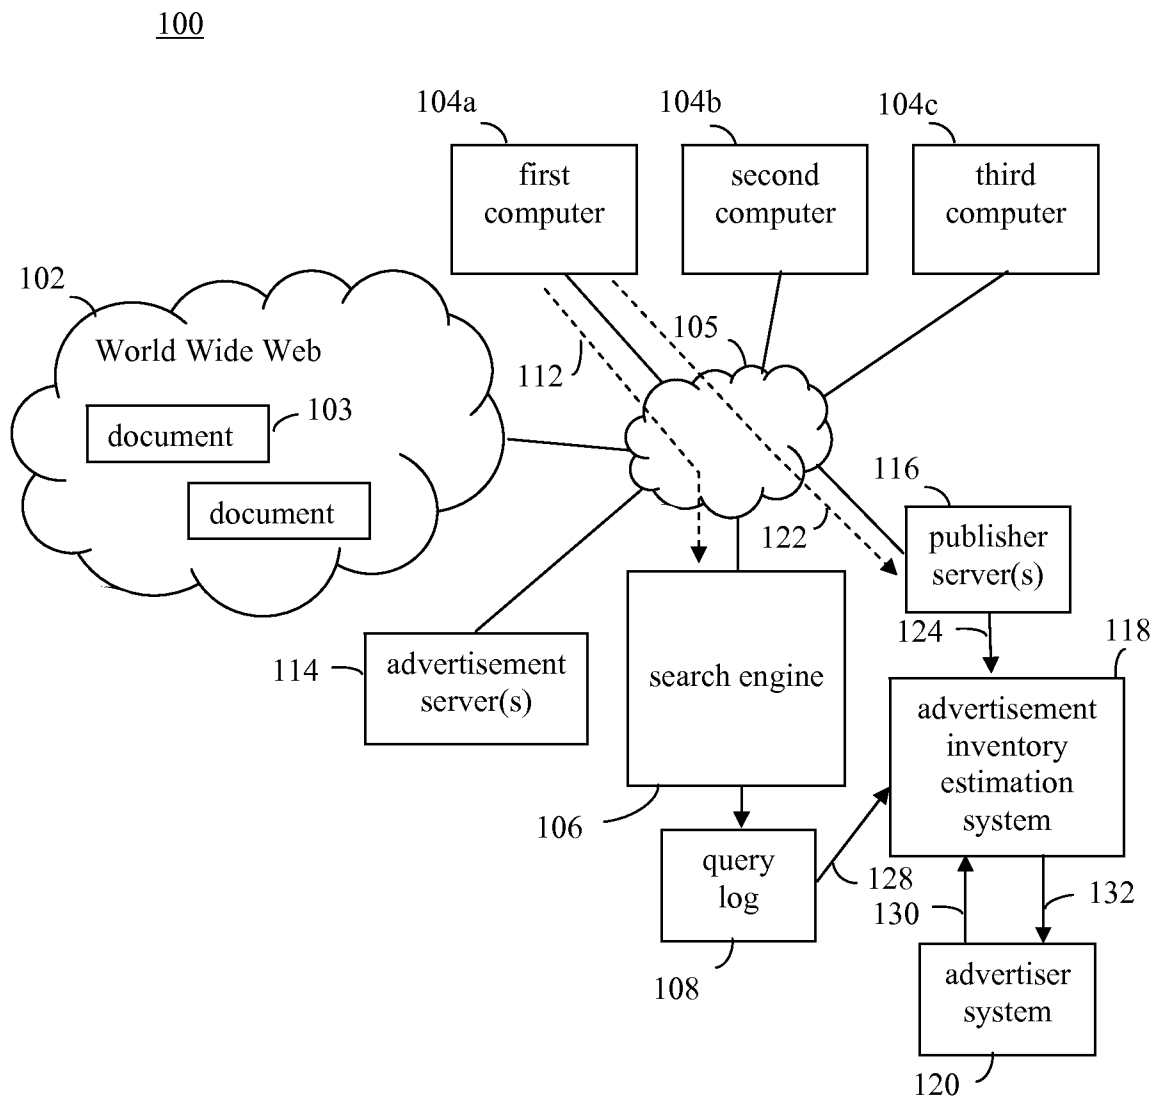 100
104a
104b
104c
first
computer
second
computer
third
computer
102
World Wide Web
105
112
document
103
document
116
122
publisher
server(s)
124
118
114
advertisement
server(s)
search engine
advertisement
inventory
estimation
system
106
query
log
128
130
132
108
advertiser
system
120